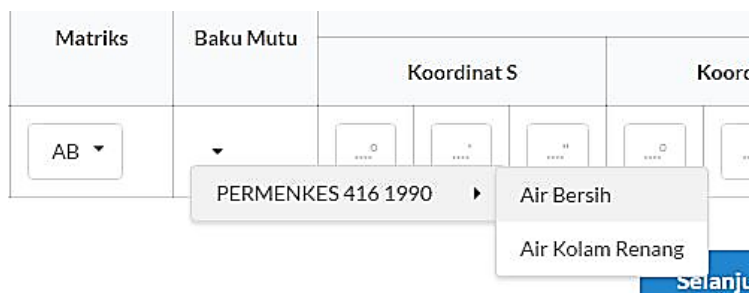 Matriks
Baku Mutu
Koordinat S
AB
....°
....'
...."
....°
PERMENKES 416 1990
Air Bersih
Air Kolam Renang